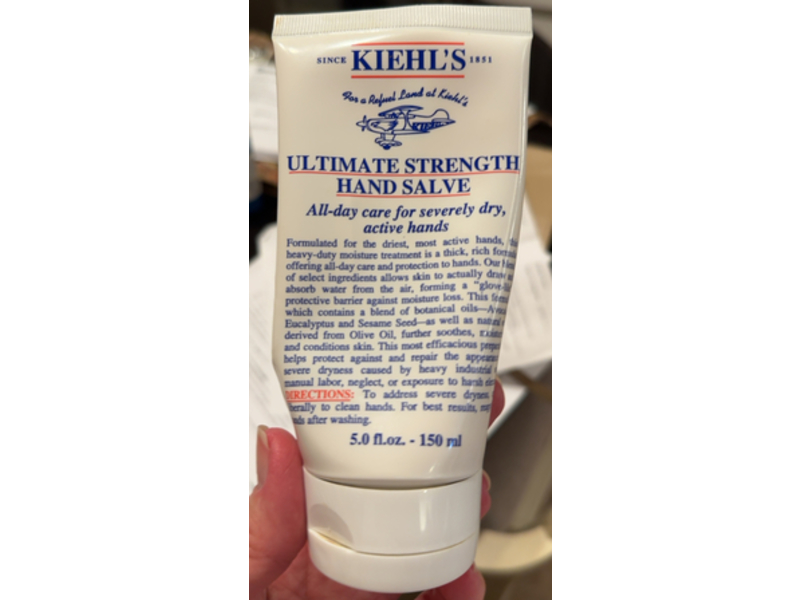 SINCE KIEHL'S 1851
For a Refuel Land at Kiehl's
KIEHL'S
ULTIMATE STRENGTH
HAND SALVE
All-day care for severely dry,
active hands
Formulated for the driest, most active hands,
heavy-duty moisture treatment is a thick, rich
offering all-day care and protection to hands. Our
of select ingredients allows skin to actually
absorb water from the air, forming a
protective barrier against moisture loss. This
which contains a blend of botanical oils—
Eucalyptus and Sesame Seed—as well as
derived from Olive Oil, further soothes,
and conditions skin. This most efficacious
helps protect against and repair the
severe dryness caused by heavy
manual labor, neglect, or exposure to harsh
DIRECTIONS: To address severe dryness,
to clean hands. For best results,
after washing.
5.0 fl.oz. - 150 ml